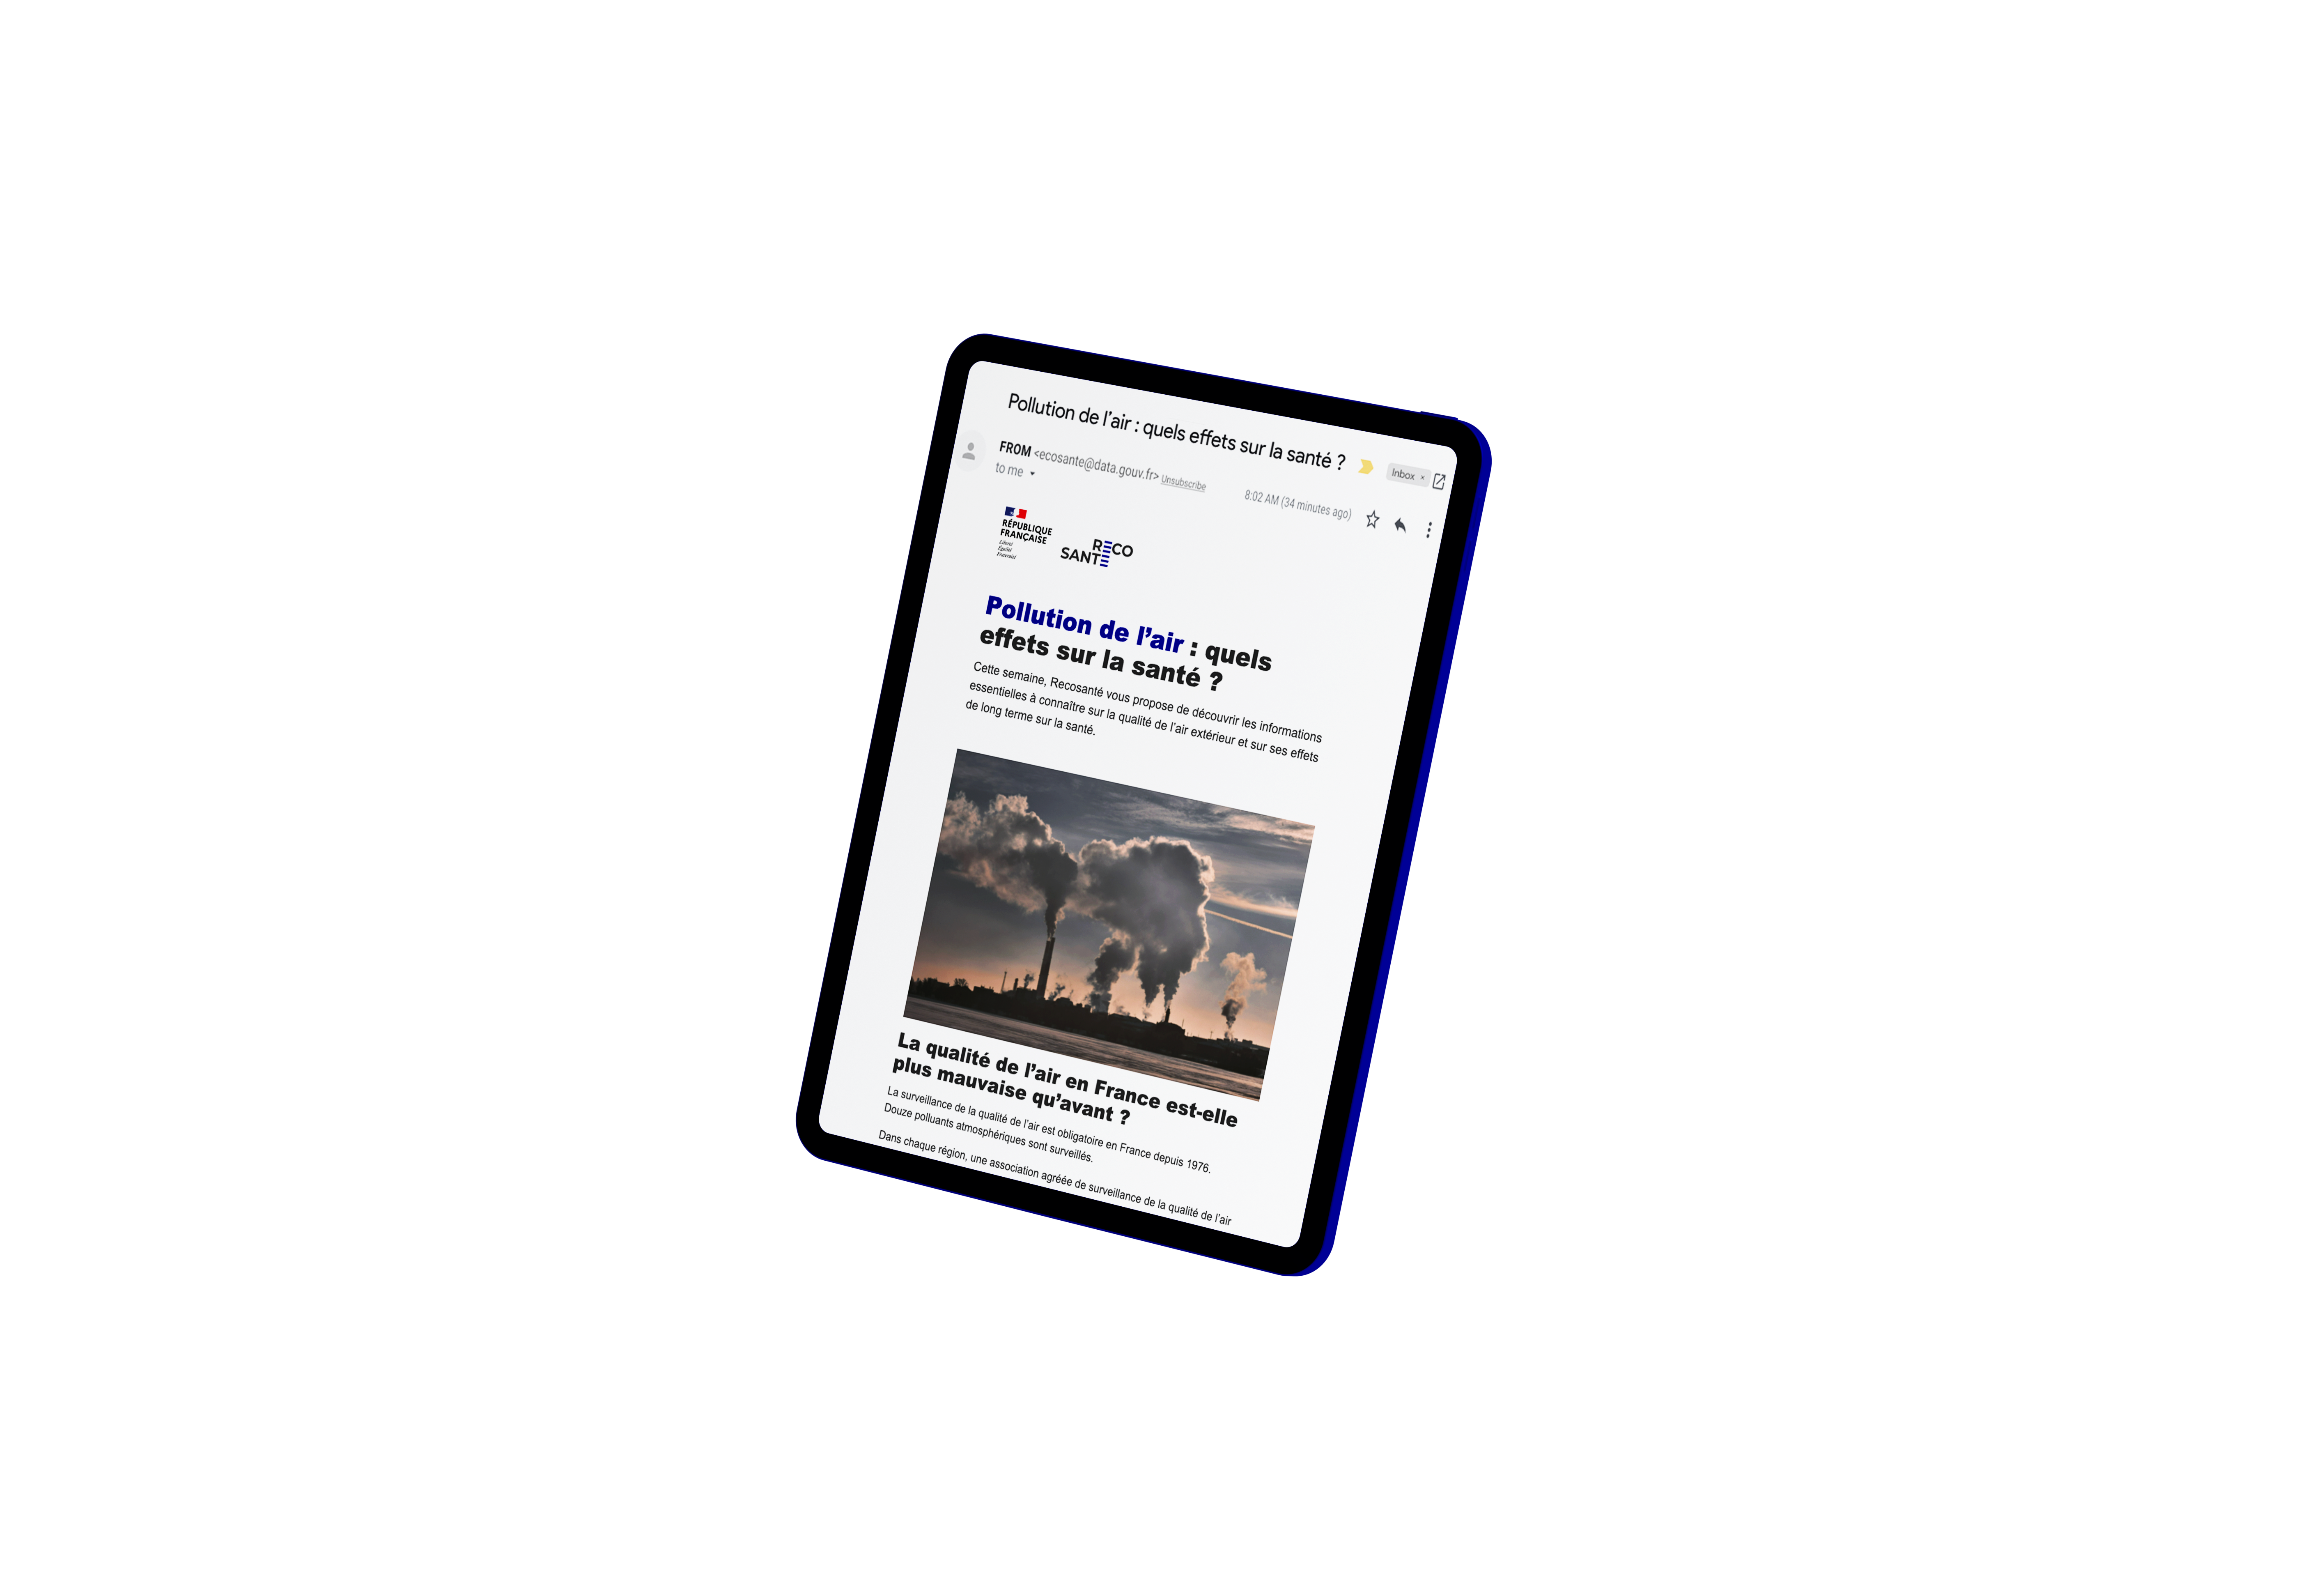 Pollution de l’air : quels effets sur la santé ?
Inbox ×
FROM <ecosante@data.gouv.fr> Unsubscribe
8:02 AM (34 minutes ago)
to me
RÉPUBLIQUE
FRANÇAISE
Liberté
Égalité
Fraternité
RECO
SANTE
Pollution de l’air : quels
effets sur la santé ?
Cette semaine, Recosanté vous propose de découvrir les informations
essentielles à connaître sur la qualité de l’air extérieur et sur ses effets
de long terme sur la santé.
La qualité de l’air en France est-elle
plus mauvaise qu’avant ?
La surveillance de la qualité de l’air est obligatoire en France depuis 1976.
Douze polluants atmosphériques sont surveillés.
Dans chaque région, une association agréée de surveillance de la qualité de l’air